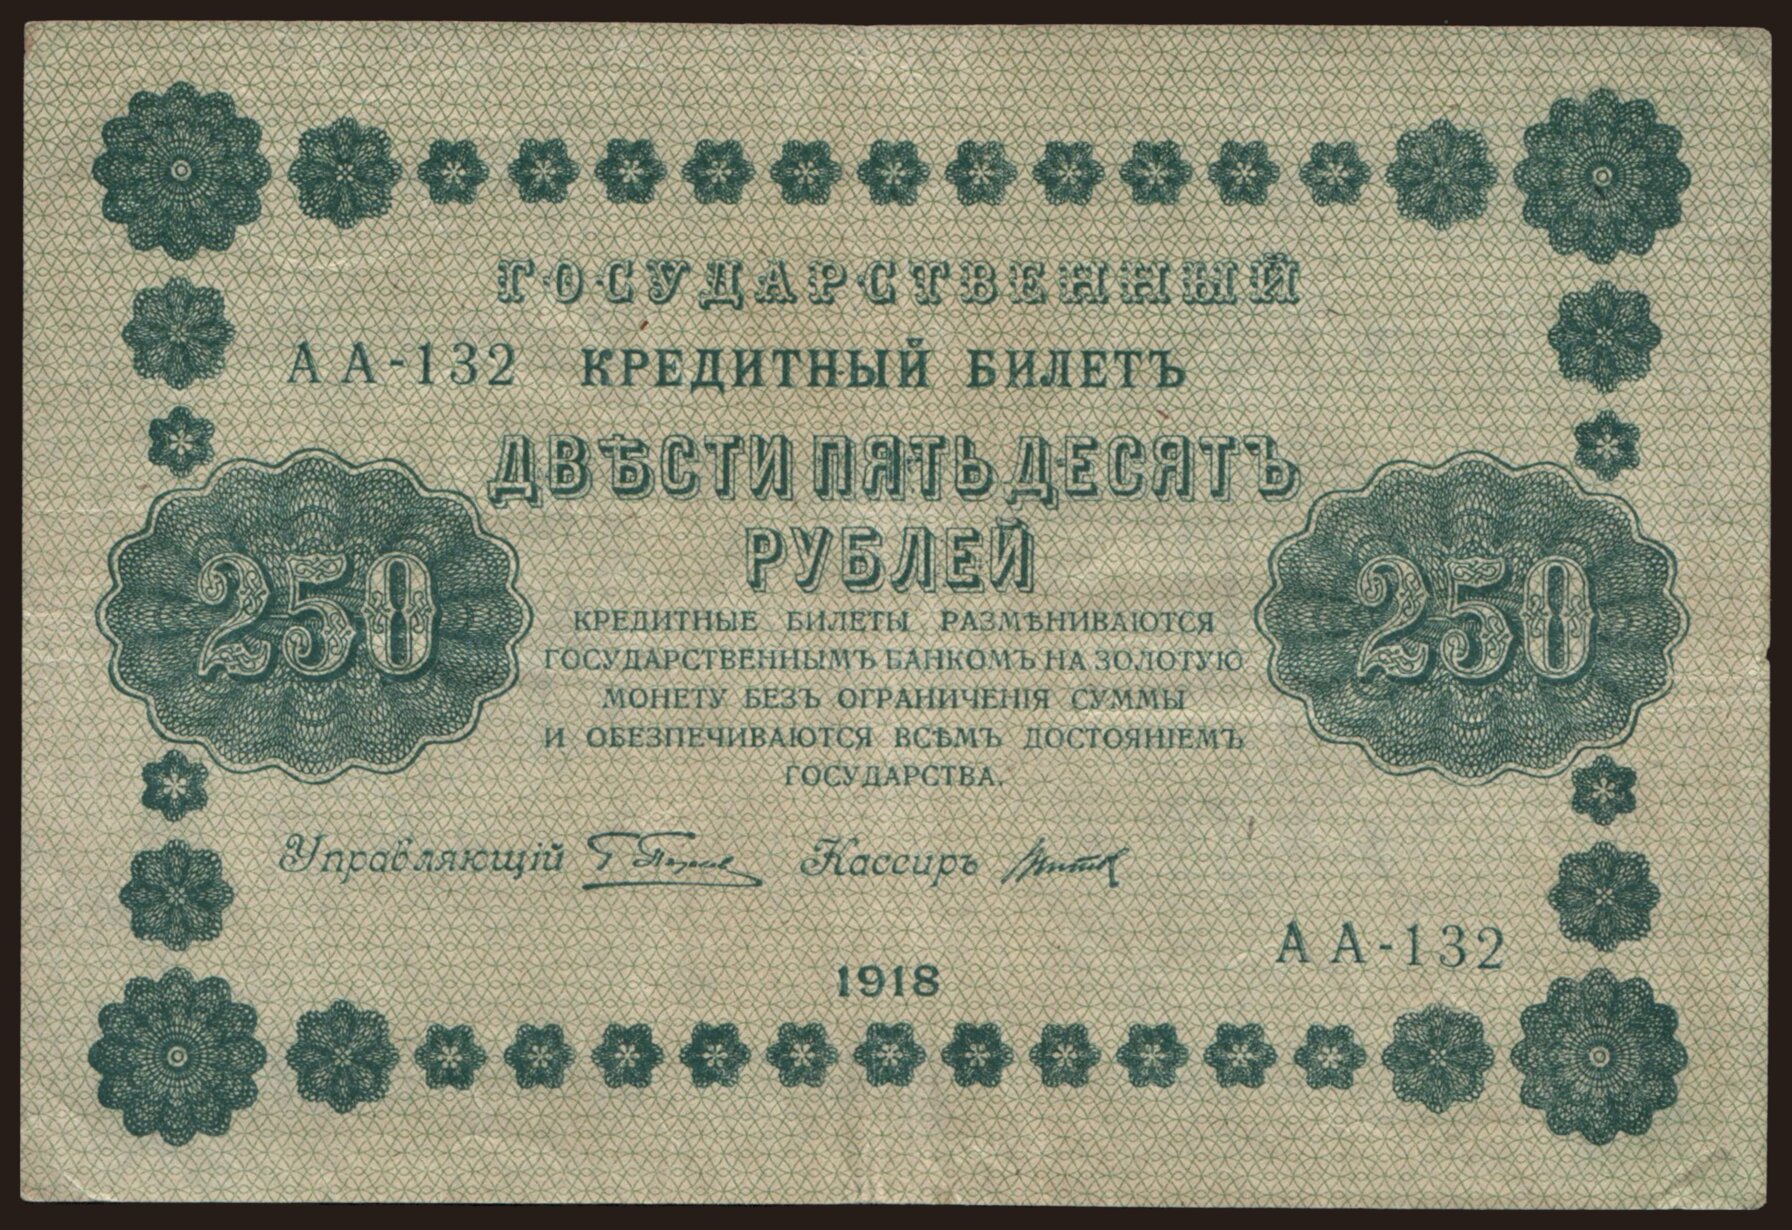 ГОСУДАРСТВЕННЫЙ
АА-132 КРЕДИТНЫЙ БИЛЕТЪ
ДВѢСТИ ПЯТЬДЕСЯТЪ
РУБЛЕЙ
250
250
КРЕДИТНЫЕ БИЛЕТЫ РАЗМѢНИВАЮТСЯ
ГОСУДАРСТВЕННЫМЪ БАНКОМЪ НА ЗОЛОТУЮ
МОНЕТУ БЕЗЪ ОГРАНИЧЕНІЯ СУММЫ
И ОБЕЗПЕЧИВАЮТСЯ ВСѢМЪ ДОСТОЯНІЕМЪ
ГОСУДАРСТВА.
Управляющій Кассиръ
АА-132
1918